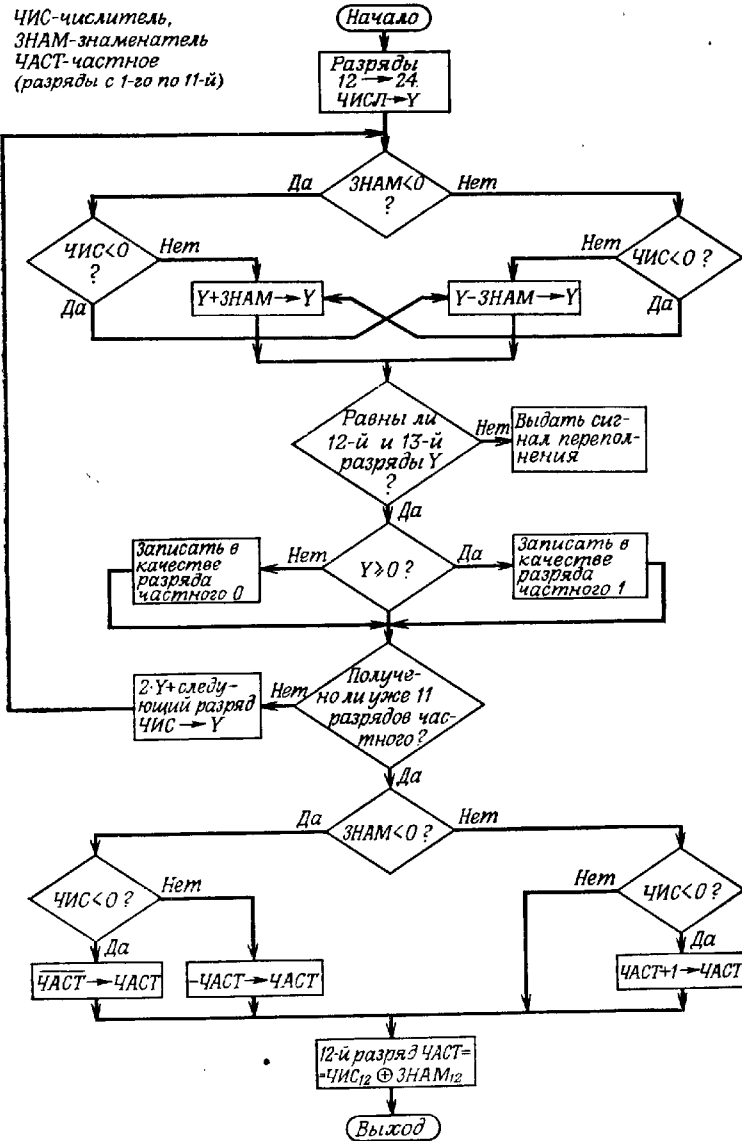 ЧИС-числитель,
ЗНАМ-знаменатель
ЧАСТ-частное
(разряды с 1-го по 11-й)
Начало
Разряды
12 → 24.
ЧИСЛ→Y
Да
ЗНАМ<0
?
Нет
ЧИС<0
?
Нет
Да
Y+ЗНАМ→Y
Y-ЗНАМ→Y
Нет
ЧИС<0 ?
Да
Равны ли
12-й и 13-й
разряды Y
?
Нет
Выдать сиг-
нал перепол-
нения
Да
Записать в
качестве
разряда
частного 0
Нет
Y⩾0 ?
Да
Записать в
качестве
разряда
частного 1
2·Y+следу-
ющий разряд
ЧИС → Y
Нет
Получе-
но ли уже 11
разрядов час-
тного?
Да
Да
ЗНАМ<0 ?
Нет
ЧИС<0 ?
Нет
Да
Нет
ЧИС<0 ?
Да
ЧАСТ→ЧАСТ
-ЧАСТ→ЧАСТ
ЧАСТ+1→ЧАСТ
12-й разряд ЧАСТ=
=ЧИС₁₂ ⊕ ЗНАМ₁₂
Выход